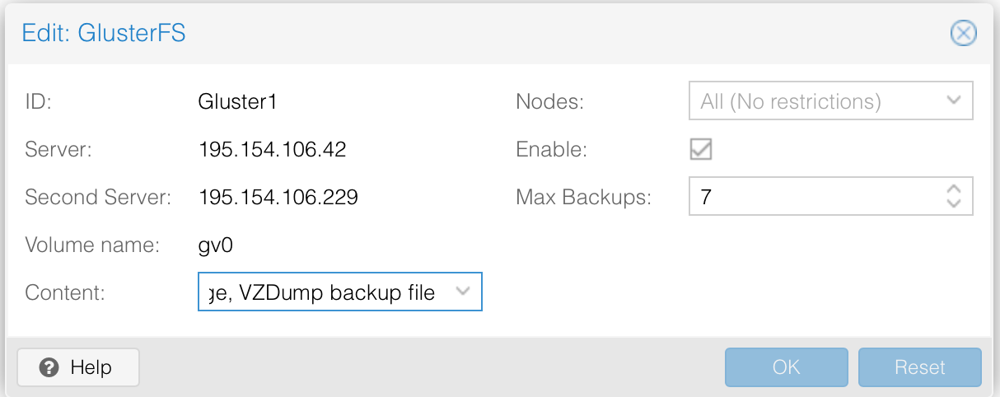 Edit: GlusterFS
ID: Gluster1
Server: 195.154.106.42
Second Server: 195.154.106.229
Volume name: gv0
Content: ge, VZDump backup file
Nodes: All (No restrictions)
Enable:
Max Backups: 7
Help
OK
Reset